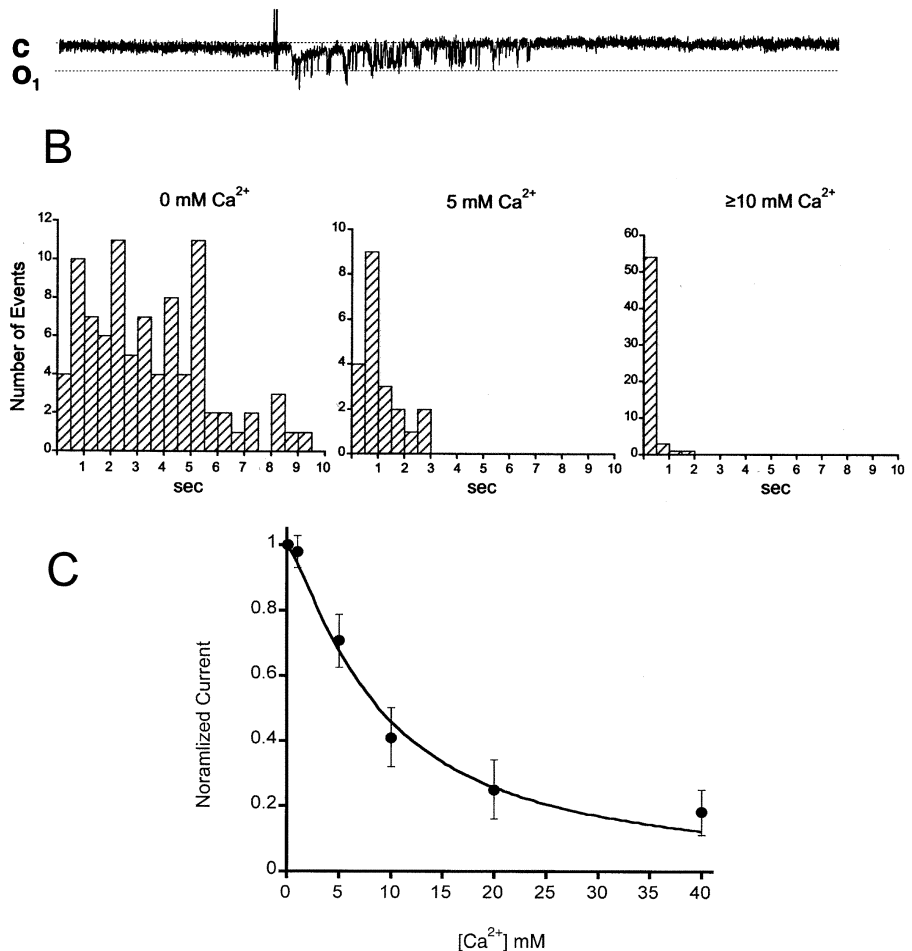 C
O₁
B
0 mM Ca²⁺
5 mM Ca²⁺
≥10 mM Ca²⁺
Number of Events
12
10
8
6
4
2
0
1 2 3 4 5 6 7 8 9 10
sec
10
8
6
4
2
0
1 2 3 4 5 6 7 8 9 10
sec
60
50
40
30
20
10
0
1 2 3 4 5 6 7 8 9 10
sec
C
Noramlized Current
1
0.8
0.6
0.4
0.2
0
0 5 10 15 20 25 30 35 40
[Ca²⁺] mM